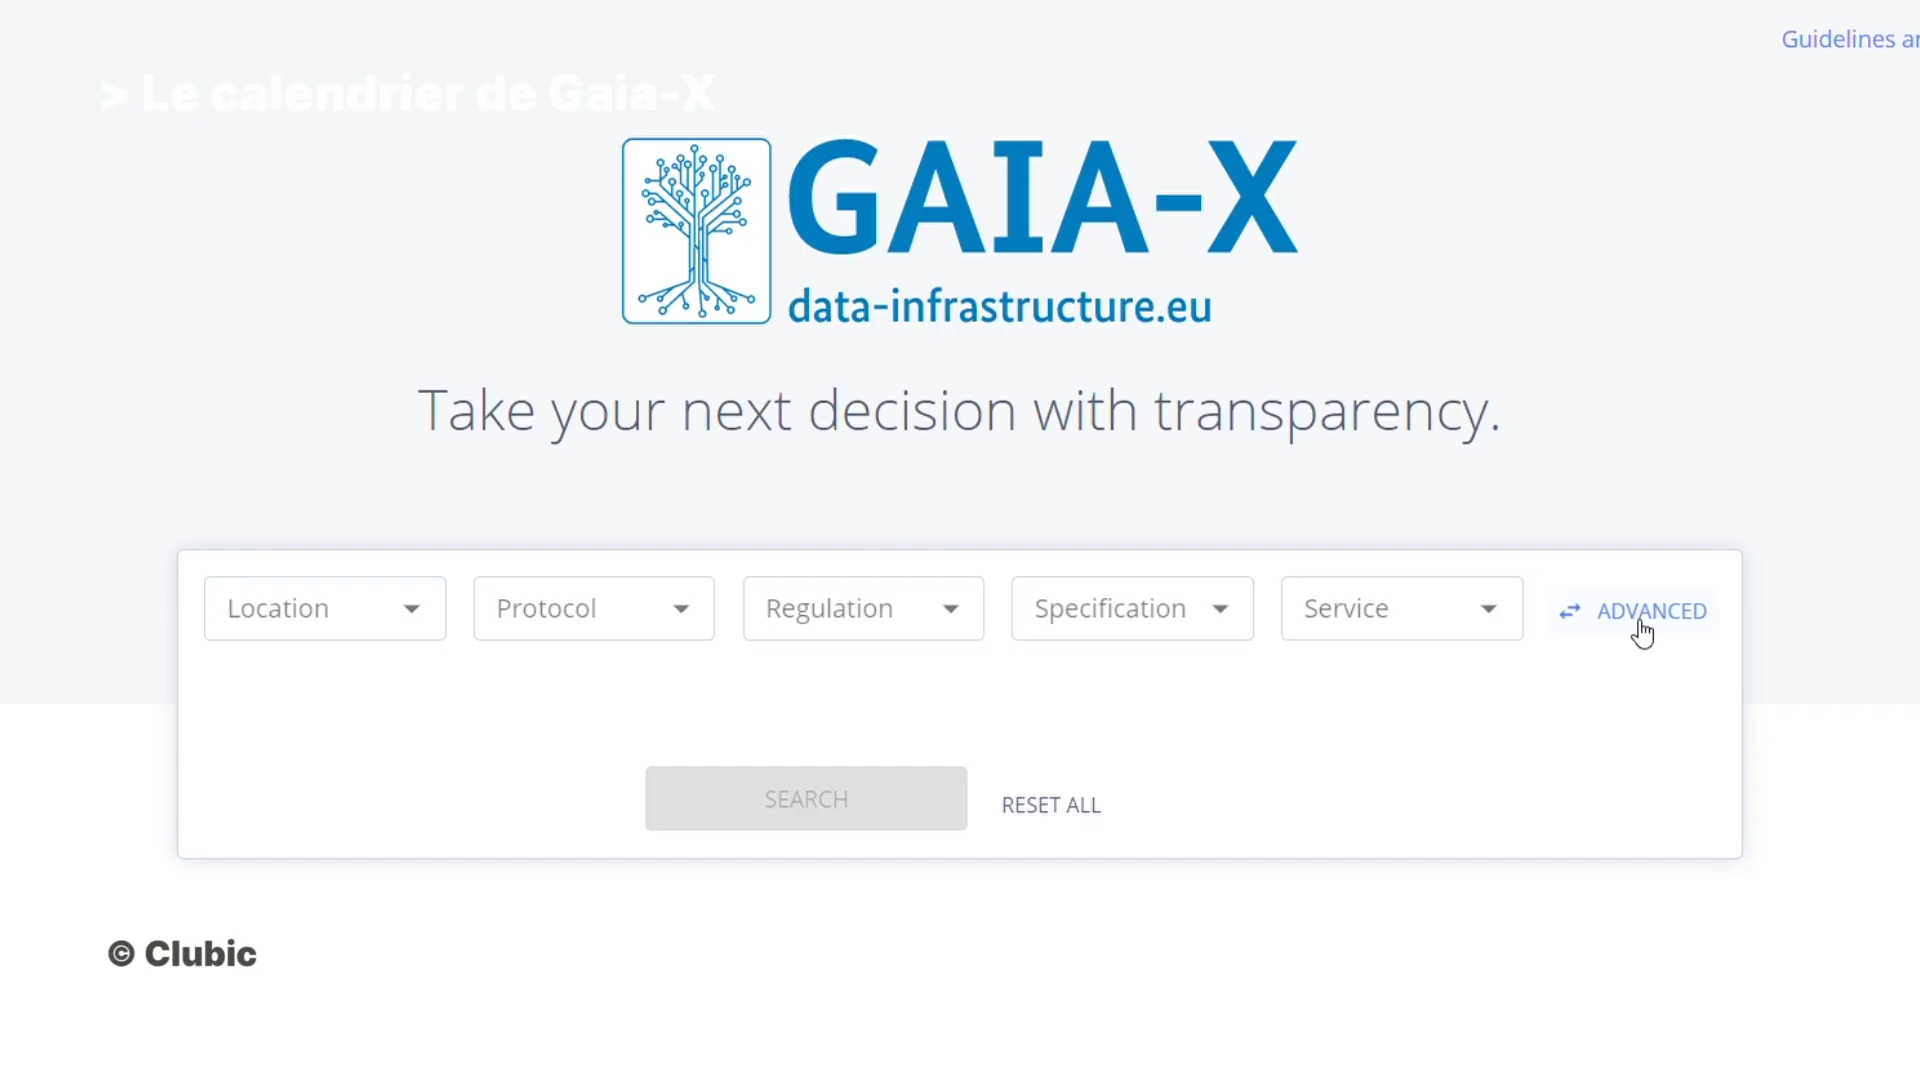 Guidelines ar
> Le calendrier de Gaia-X
GAIA-X
data-infrastructure.eu
Take your next decision with transparency.
Location Protocol Regulation Specification Service ADVANCED
SEARCH RESET ALL
© Clubic